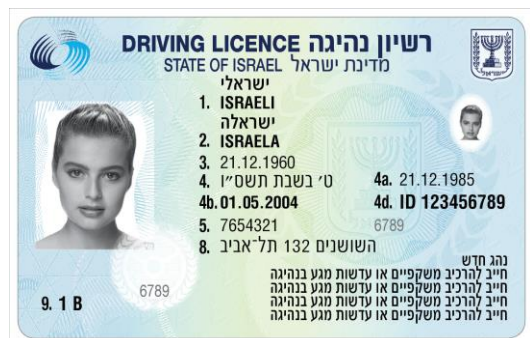 DRIVING LICENCE רשיון נהיגה
STATE OF ISRAEL מדינת ישראל
ישראלי
1. ISRAELI
ישראלה
2. ISRAELA
3. 21.12.1960
4. ט׳ בשבת תשס״ו 4a. 21.12.1985
4b. 01.05.2004 4d. ID 123456789
5. 7654321 6789
8. השושנים 132 תל־אביב
נהג חדש
חייב להרכיב משקפיים או עדשות מגע בנהיגה
חייב להרכיב משקפיים או עדשות מגע בנהיגה
חייב להרכיב משקפיים או עדשות מגע בנהיגה
חייב להרכיב משקפיים או עדשות מגע בנהיגה
6789
9. 1 B